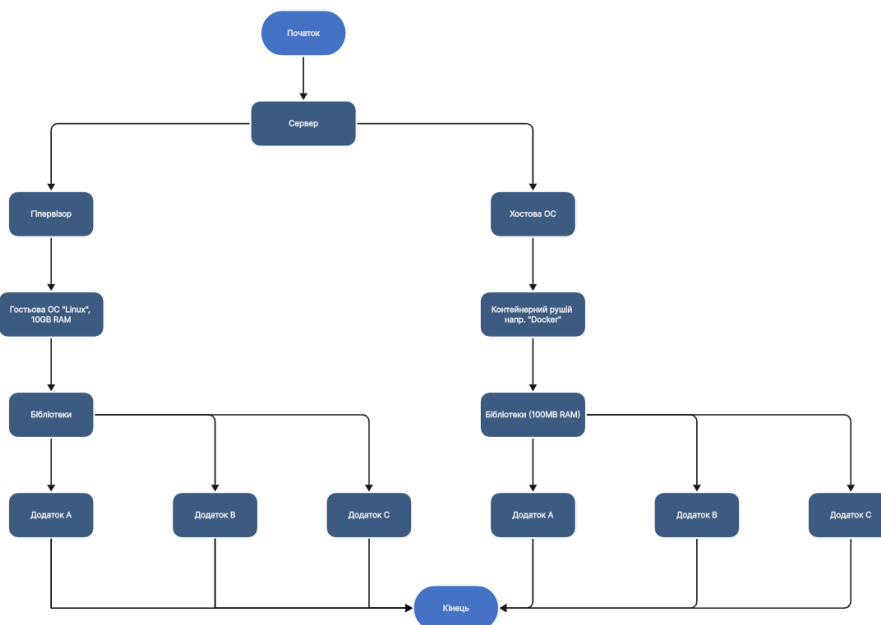 Початок
Сервер
Гіпервізор
Хостова ОС
Гостьова ОС "Linux",
10GB RAM
Контейнерний рушій
напр. "Docker"
Бібліотеки
Бібліотеки (100MB RAM)
Додаток A
Додаток B
Додаток C
Додаток A
Додаток B
Додаток C
Кінець